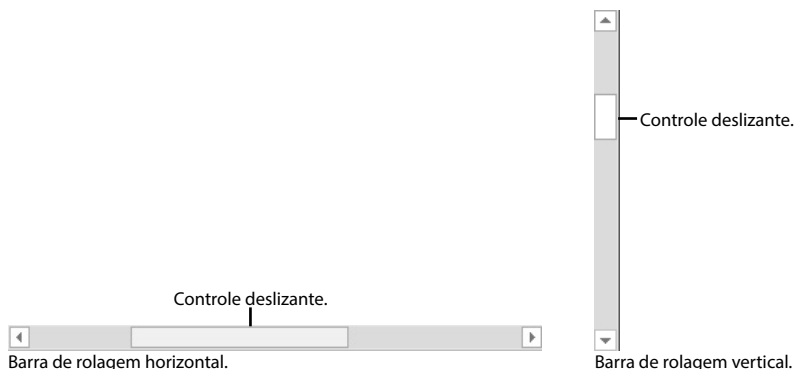 Controle deslizante.
Controle deslizante.
Barra de rolagem horizontal.
Barra de rolagem vertical.